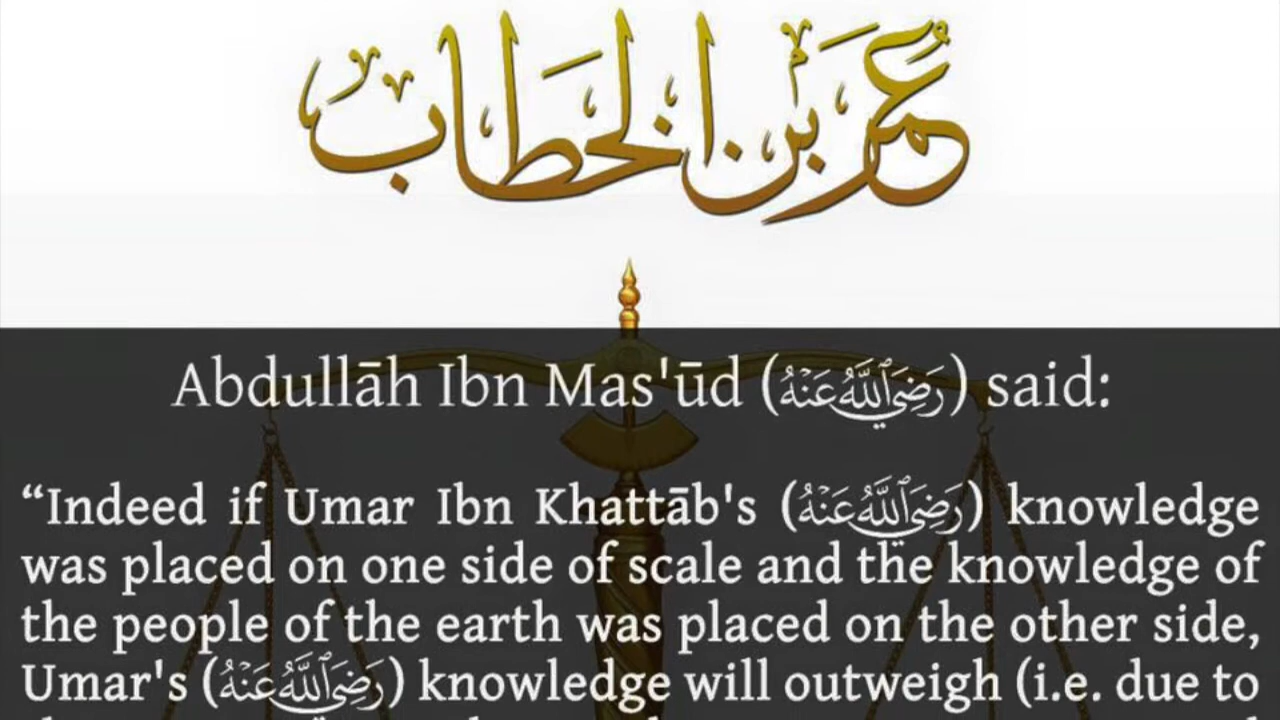 عُمَر بن الخطاب
Abdullāh Ibn Mas'ūd (رَضِيَ ٱللَّهُ عَنْهُ) said:
“Indeed if Umar Ibn Khattāb's (رَضِيَ ٱللَّهُ عَنْهُ) knowledge
was placed on one side of scale and the knowledge of
the people of the earth was placed on the other side,
Umar's (رَضِيَ ٱللَّهُ عَنْهُ) knowledge will outweigh (i.e. due to